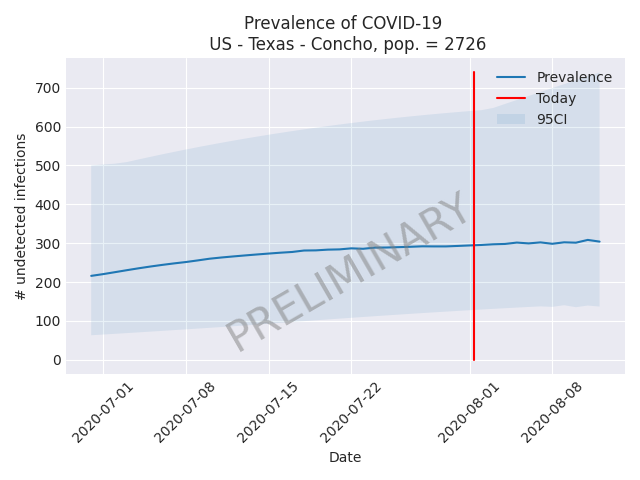 Prevalence of COVID-19
US - Texas - Concho, pop. = 2726
700
600
500
400
300
200
100
0
# undetected infections
Prevalence
Today
95CI
PRELIMINARY
2020-07-01
2020-07-08
2020-07-15
2020-07-22
2020-08-01
2020-08-08
Date